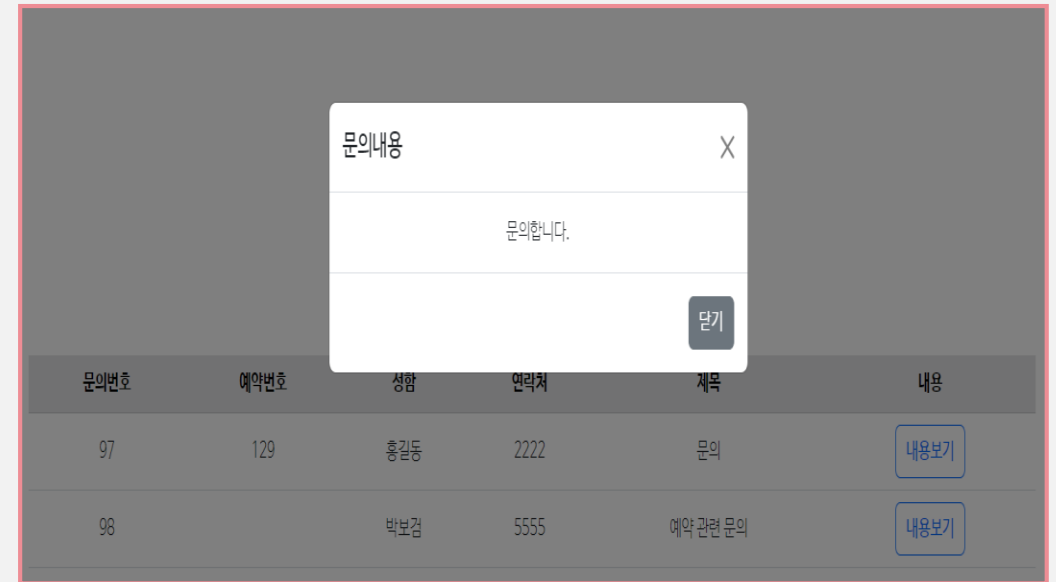 문의내용 X
문의합니다.
닫기
문의번호 예약번호 성함 연락처 제목 내용
97 129 홍길동 2222 문의 내용보기
98 박보검 5555 예약 관련 문의 내용보기